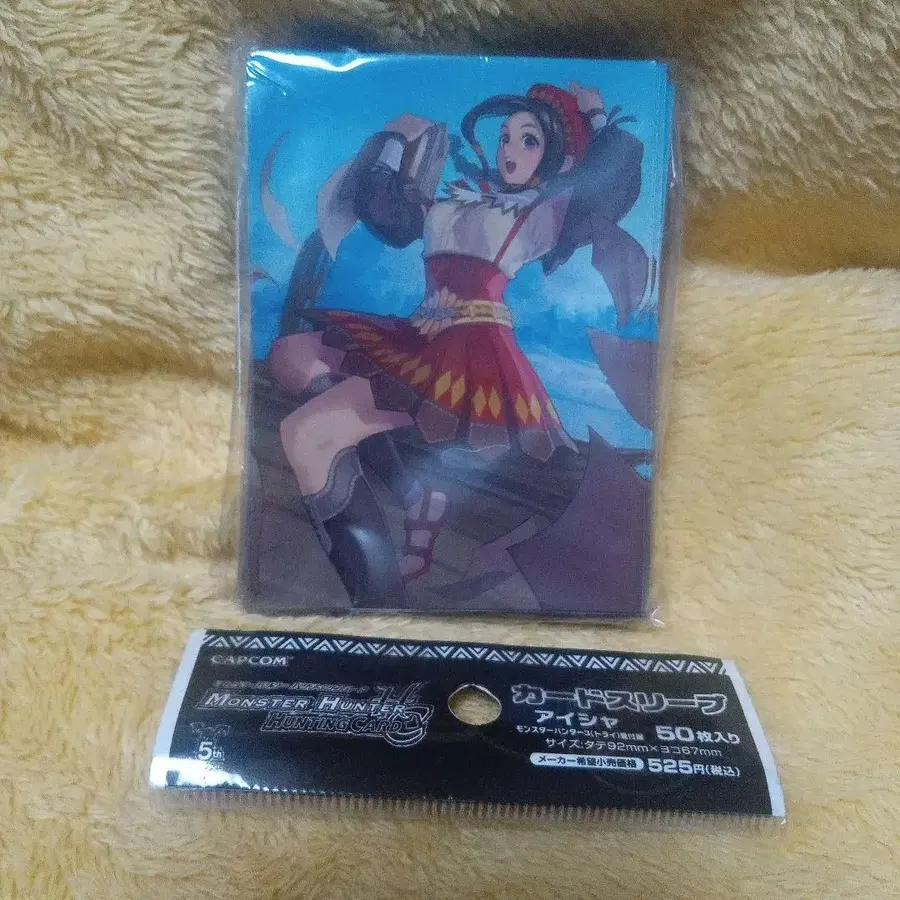 CAPCOM
モンスターハンター ハンティングカード
MONSTER HUNTER
HUNTING CARD
5th
カードスリーブ
アイシャ
モンスターハンター3(トライ)受付嬢
50枚入り
サイズ:タテ92mm×ヨコ67mm
メーカー希望小売価格 525円(税込)